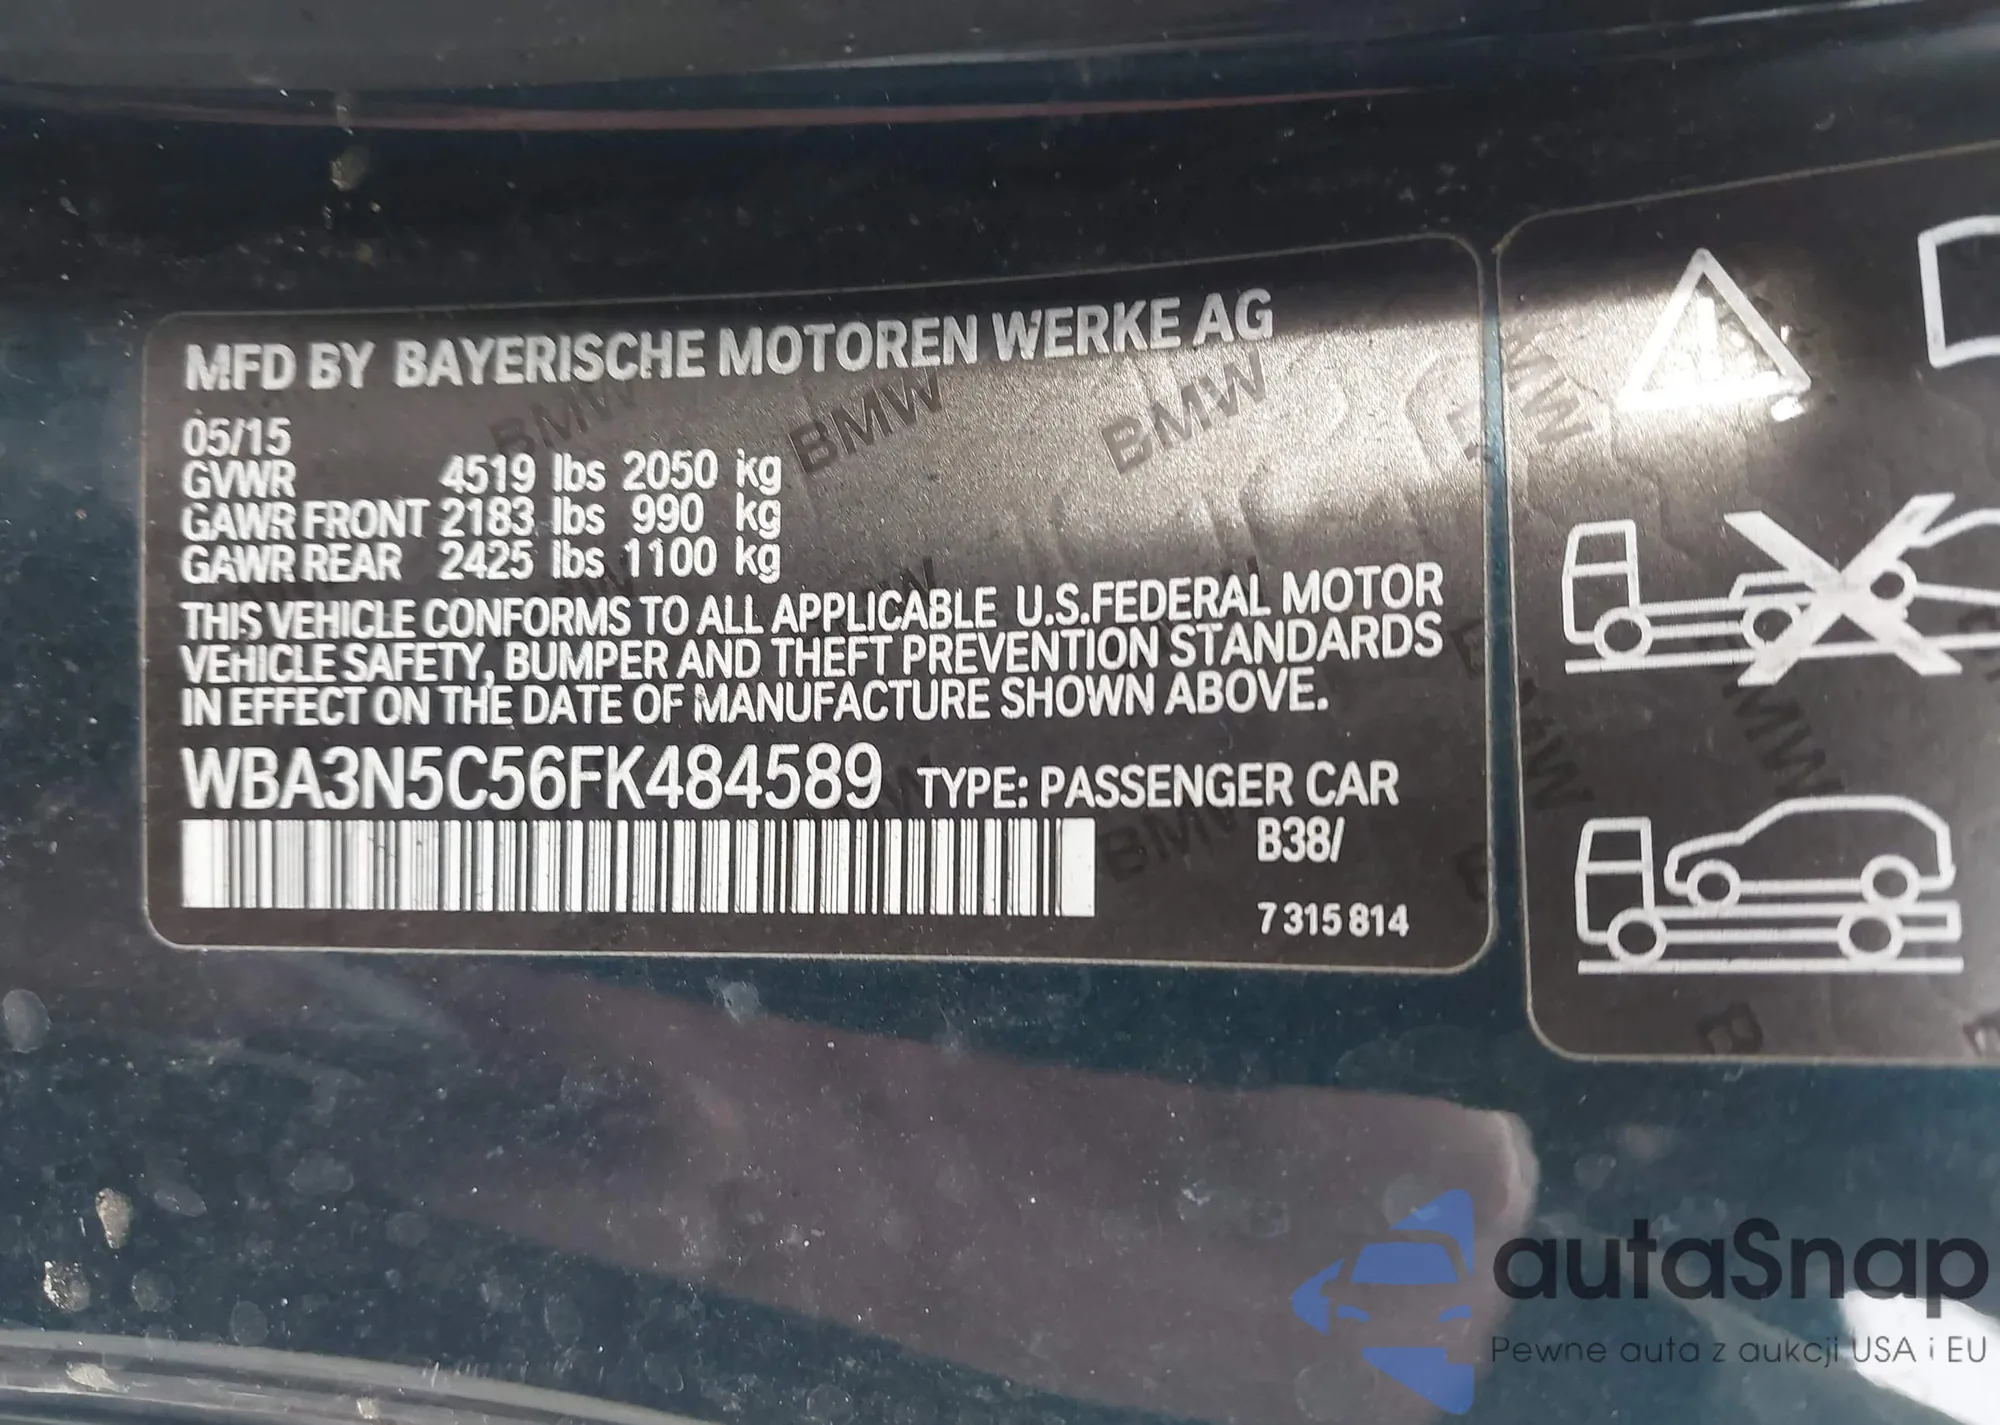 MFD BY BAYERISCHE MOTOREN WERKE AG
05/15
GVWR 4519 lbs 2050 kg
GAWR FRONT 2183 lbs 990 kg
GAWR REAR 2425 lbs 1100 kg
THIS VEHICLE CONFORMS TO ALL APPLICABLE U.S.FEDERAL MOTOR
VEHICLE SAFETY, BUMPER AND THEFT PREVENTION STANDARDS
IN EFFECT ON THE DATE OF MANUFACTURE SHOWN ABOVE.
WBA3N5C56FK484589 TYPE: PASSENGER CAR
B38/
7 315 814
BMW BMW BMW
autaSnap
Pewne auta z aukcji USA i EU